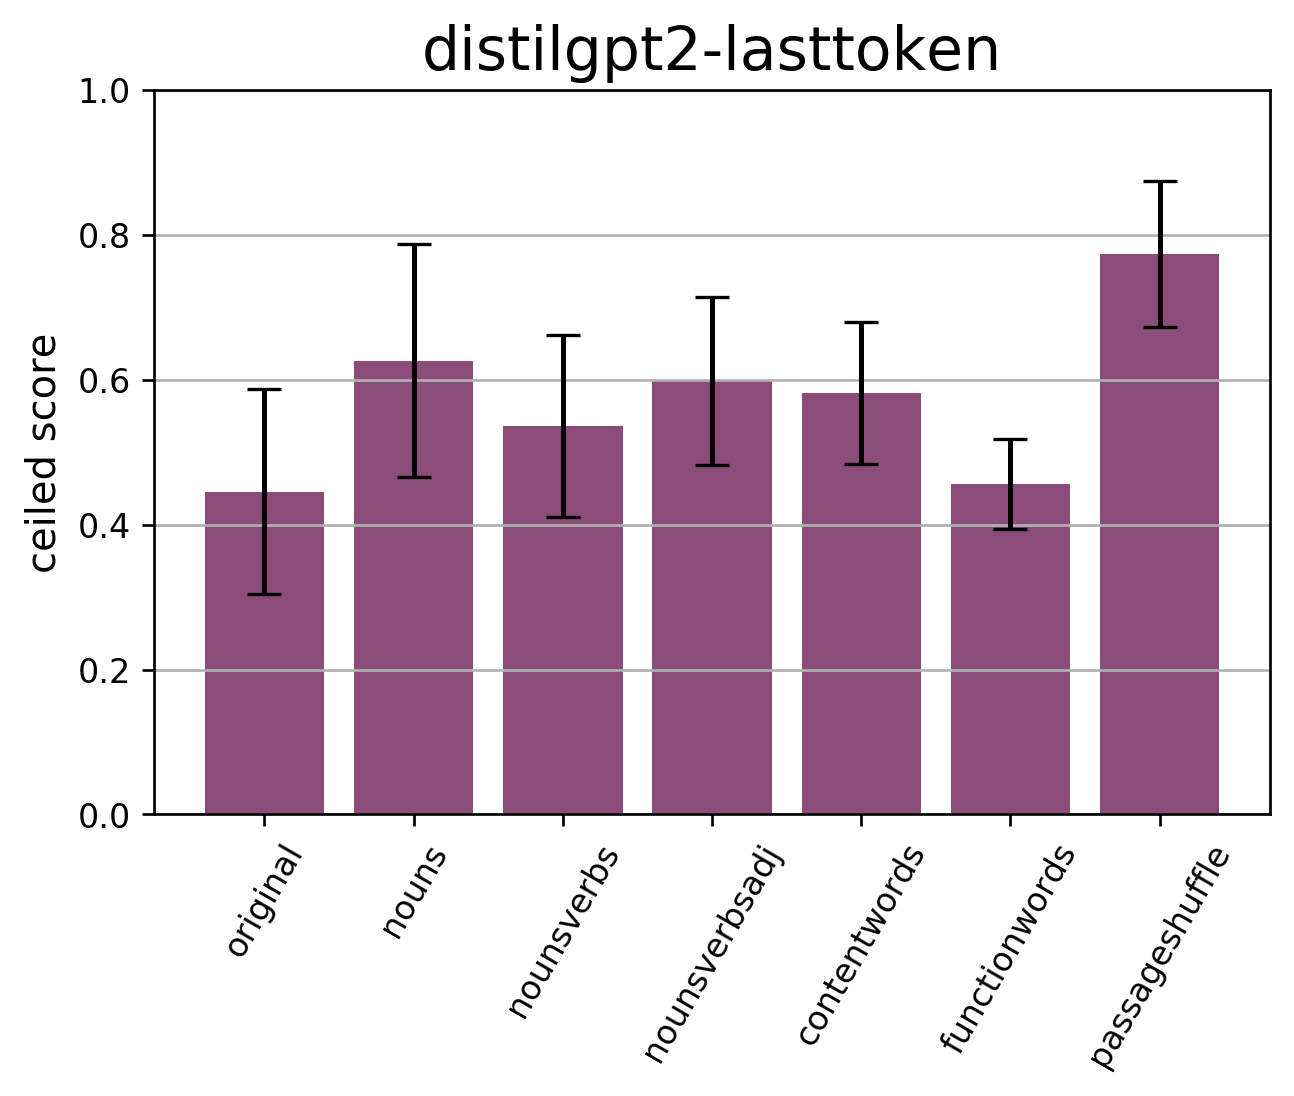 distilgpt2-lasttoken
1.0
0.8
0.6
0.4
0.2
0.0
ceiled score
original
nouns
nounsverbs
nounsverbsadj
contentwords
functionwords
passageshuffle